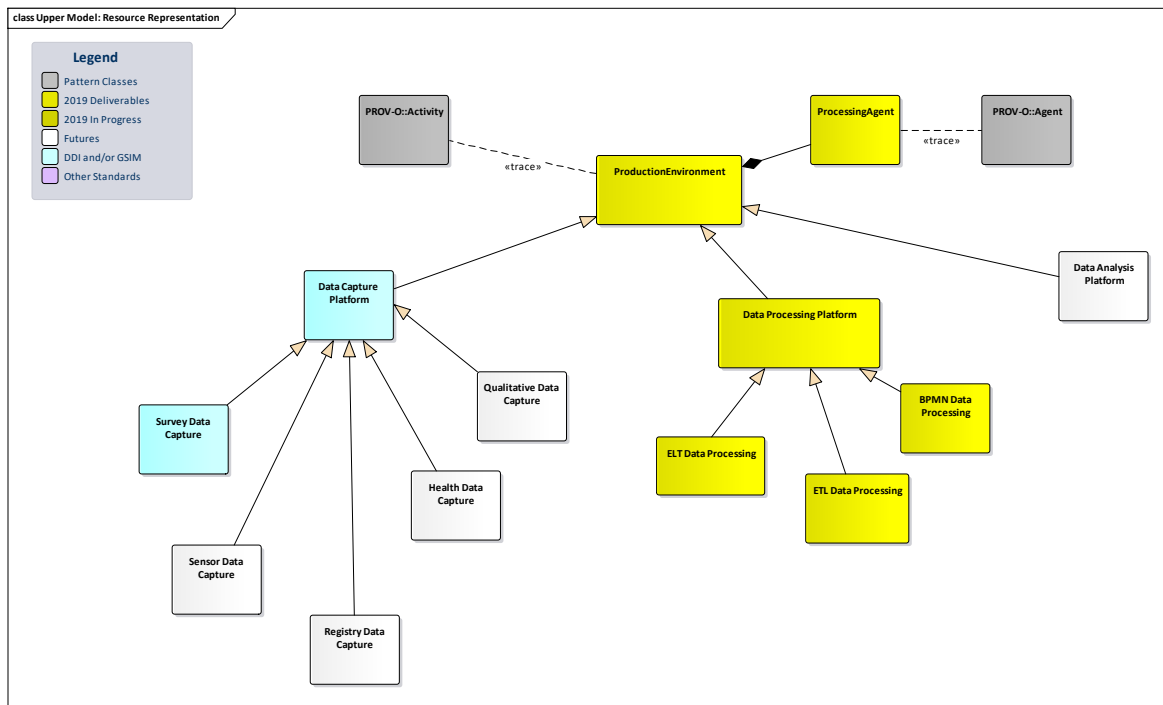 class Upper Model: Resource Representation
Legend
Pattern Classes
2019 Deliverables
2019 In Progress
Futures
DDI and/or GSIM
Other Standards
PROV-O::Activity
ProcessingAgent
PROV-O::Agent
«trace»
«trace»
ProductionEnvironment
Data Capture
Platform
Data Analysis
Platform
Data Processing Platform
Qualitative Data
Capture
BPMN Data
Processing
Survey Data
Capture
ELT Data Processing
Health Data
Capture
ETL Data Processing
Sensor Data
Capture
Registry Data
Capture